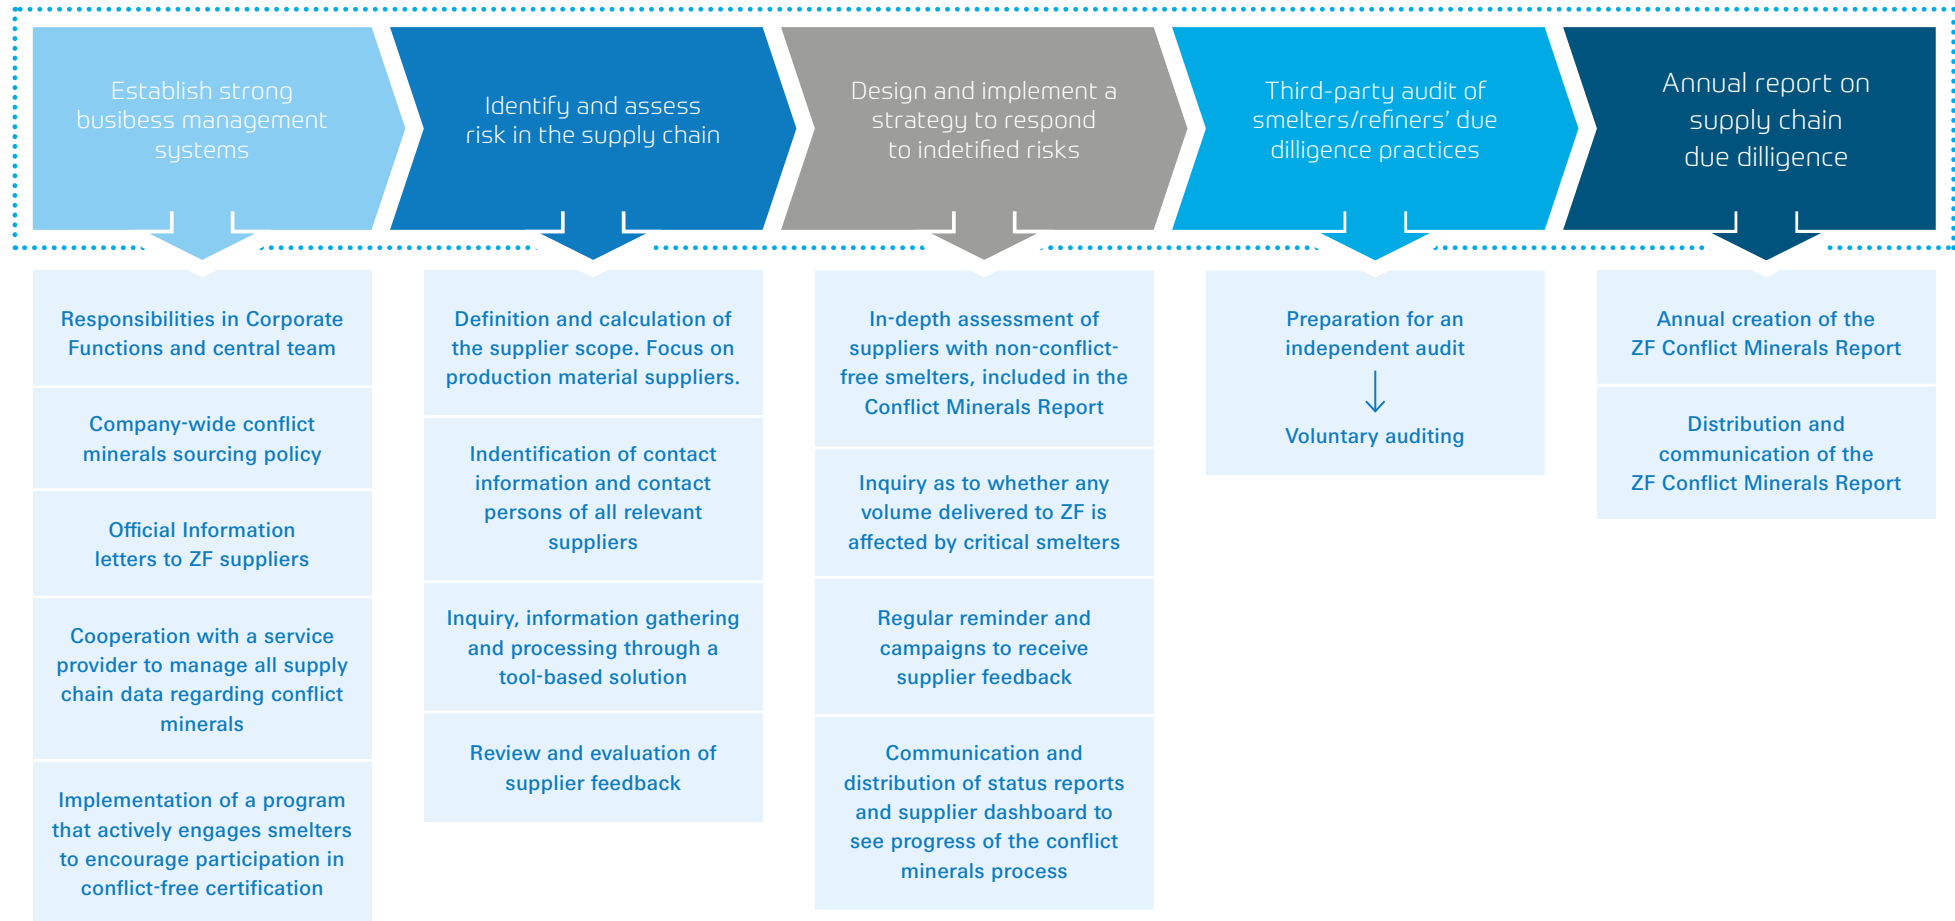 Establish strong
busibess management
systems
Identify and assess
risk in the supply chain
Design and implement a
strategy to respond
to indetified risks
Third-party audit of
smelters/refiners’ due
dilligence practices
Annual report on
supply chain
due dilligence
Responsibilities in Corporate
Functions and central team
Company-wide conflict
minerals sourcing policy
Official Information
letters to ZF suppliers
Cooperation with a service
provider to manage all supply
chain data regarding conflict
minerals
Implementation of a program
that actively engages smelters
to encourage participation in
conflict-free certification
Definition and calculation of
the supplier scope. Focus on
production material suppliers.
Indentification of contact
information and contact
persons of all relevant
suppliers
Inquiry, information gathering
and processing through a
tool-based solution
Review and evaluation of
supplier feedback
In-depth assessment of
suppliers with non-conflict-
free smelters, included in the
Conflict Minerals Report
Inquiry as to whether any
volume delivered to ZF is
affected by critical smelters
Regular reminder and
campaigns to receive
supplier feedback
Communication and
distribution of status reports
and supplier dashboard to
see progress of the conflict
minerals process
Preparation for an
independent audit
Voluntary auditing
Annual creation of the
ZF Conflict Minerals Report
Distribution and
communication of the
ZF Conflict Minerals Report